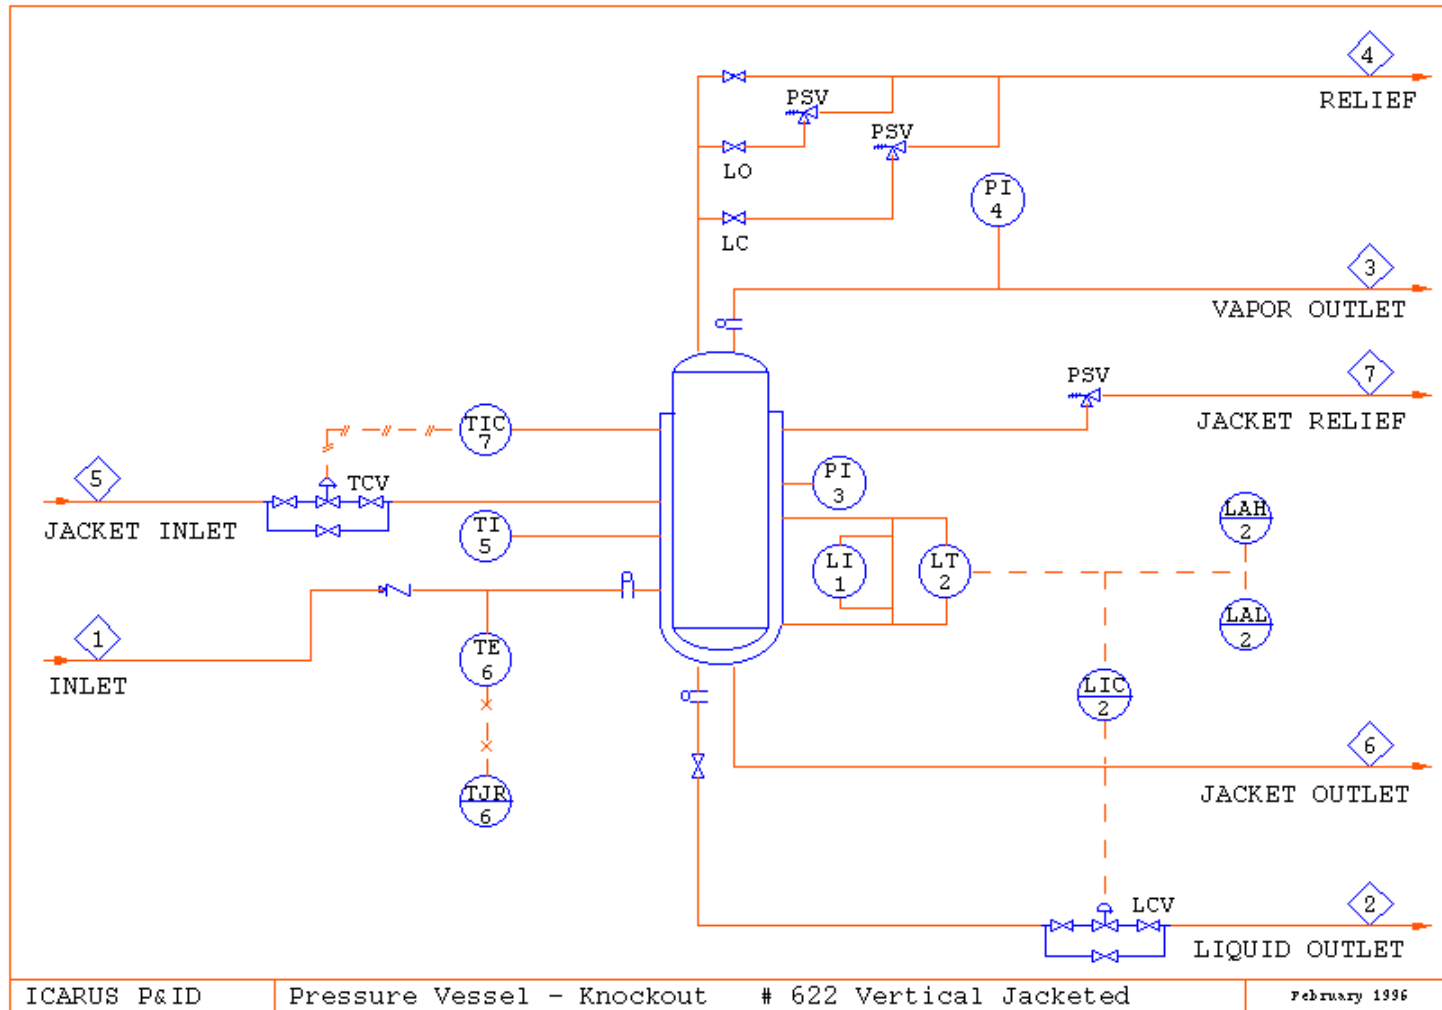 4
RELIEF
PSV
PSV
LO
LC
PI
4
3
VAPOR OUTLET
PSV
7
JACKET RELIEF
TIC
7
5
TCV
JACKET INLET
TI
5
PI
3
LI
1
LT
2
LAH
2
LAL
2
1
INLET
TE
6
LIC
2
TJR
6
6
JACKET OUTLET
LCV
2
LIQUID OUTLET
ICARUS P&ID
Pressure Vessel - Knockout # 622 Vertical Jacketed
February 1996